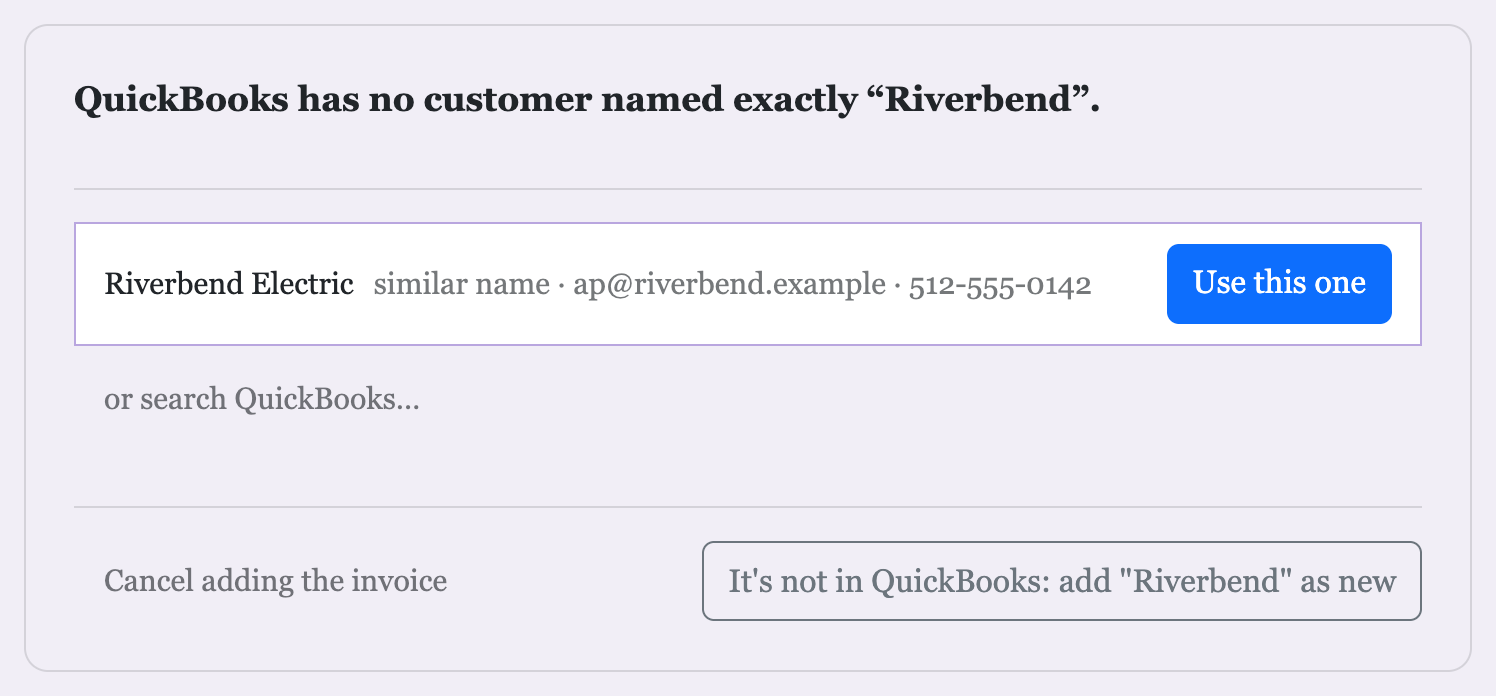 QuickBooks has no customer named exactly “Riverbend”.
Riverbend Electric similar name · ap@riverbend.example · 512-555-0142 Use this one
or search QuickBooks...
Cancel adding the invoice It's not in QuickBooks: add "Riverbend" as new